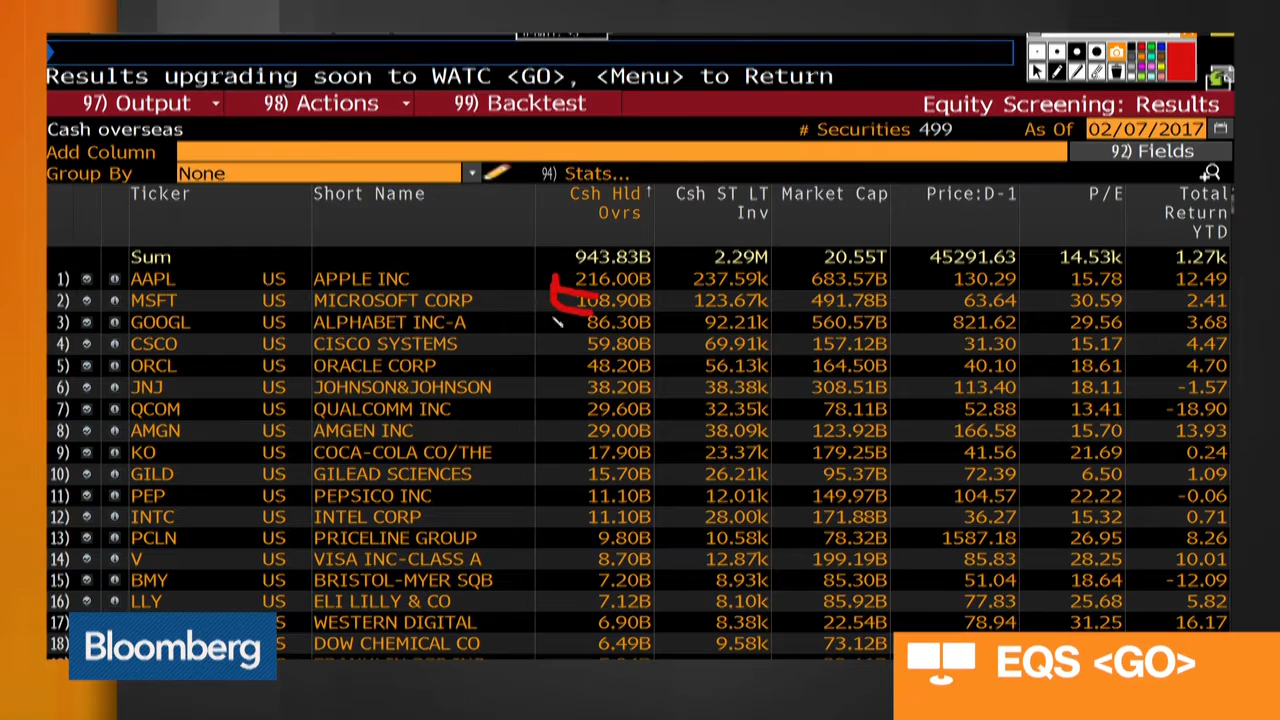 Results upgrading soon to WATC <GO>, <Menu> to Return
97) Output 98) Actions 99) Backtest Equity Screening: Results
Cash overseas # Securities 499 As Of 02/07/2017
Add Column 92) Fields
Group By None 94) Stats...
Ticker Short Name Csh Hld↑ Csh ST LT Market Cap Price:D-1 P/E Total
Ovrs Inv Return
YTD
Sum 943.83B 2.29M 20.55T 45291.63 14.53k 1.27k
1) AAPL US APPLE INC 216.00B 237.59k 683.57B 130.29 15.78 12.49
2) MSFT US MICROSOFT CORP 108.90B 123.67k 491.78B 63.64 30.59 2.41
3) GOOGL US ALPHABET INC-A 86.30B 92.21k 560.57B 821.62 29.56 3.68
4) CSCO US CISCO SYSTEMS 59.80B 69.91k 157.12B 31.30 15.17 4.47
5) ORCL US ORACLE CORP 48.20B 56.13k 164.50B 40.10 18.61 4.70
6) JNJ US JOHNSON&JOHNSON 38.20B 38.38k 308.51B 113.40 18.11 -1.57
7) QCOM US QUALCOMM INC 29.60B 32.35k 78.11B 52.88 13.41 -18.90
8) AMGN US AMGEN INC 29.00B 38.09k 123.92B 166.58 15.70 13.93
9) KO US COCA-COLA CO/THE 17.90B 23.37k 179.25B 41.56 21.69 0.24
10) GILD US GILEAD SCIENCES 15.70B 26.21k 95.37B 72.39 6.50 1.09
11) PEP US PEPSICO INC 11.10B 12.01k 149.97B 104.57 22.22 -0.06
12) INTC US INTEL CORP 11.10B 28.00k 171.88B 36.27 15.32 0.71
13) PCLN US PRICELINE GROUP 9.80B 10.58k 78.32B 1587.18 26.95 8.26
14) V US VISA INC-CLASS A 8.70B 12.87k 199.19B 85.83 28.25 10.01
15) BMY US BRISTOL-MYER SQB 7.20B 8.93k 85.30B 51.04 18.64 -12.09
16) LLY US ELI LILLY & CO 7.12B 8.10k 85.92B 77.83 25.68 5.82
17) WESTERN DIGITAL 6.90B 8.38k 22.54B 78.94 31.25 16.17
18) DOW CHEMICAL CO 6.49B 9.58k 73.12B
Bloomberg
EQS <GO>